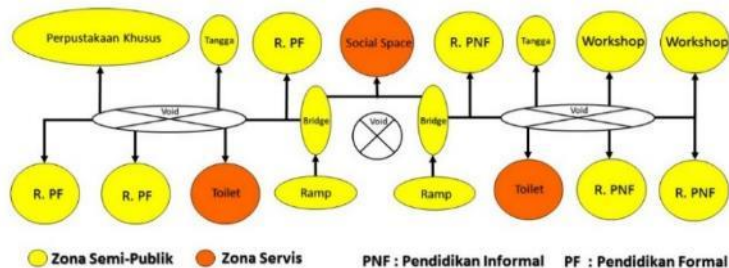 Perpustakaan Khusus
Tangga
R. PF
Social Space
R. PNF
Tangga
Workshop
Workshop
Void
Bridge
Void
Bridge
Void
R. PF
R. PF
Toilet
Ramp
Ramp
Toilet
R. PNF
R. PNF
Zona Semi-Publik
Zona Servis
PNF : Pendidikan Informal
PF : Pendidikan Formal